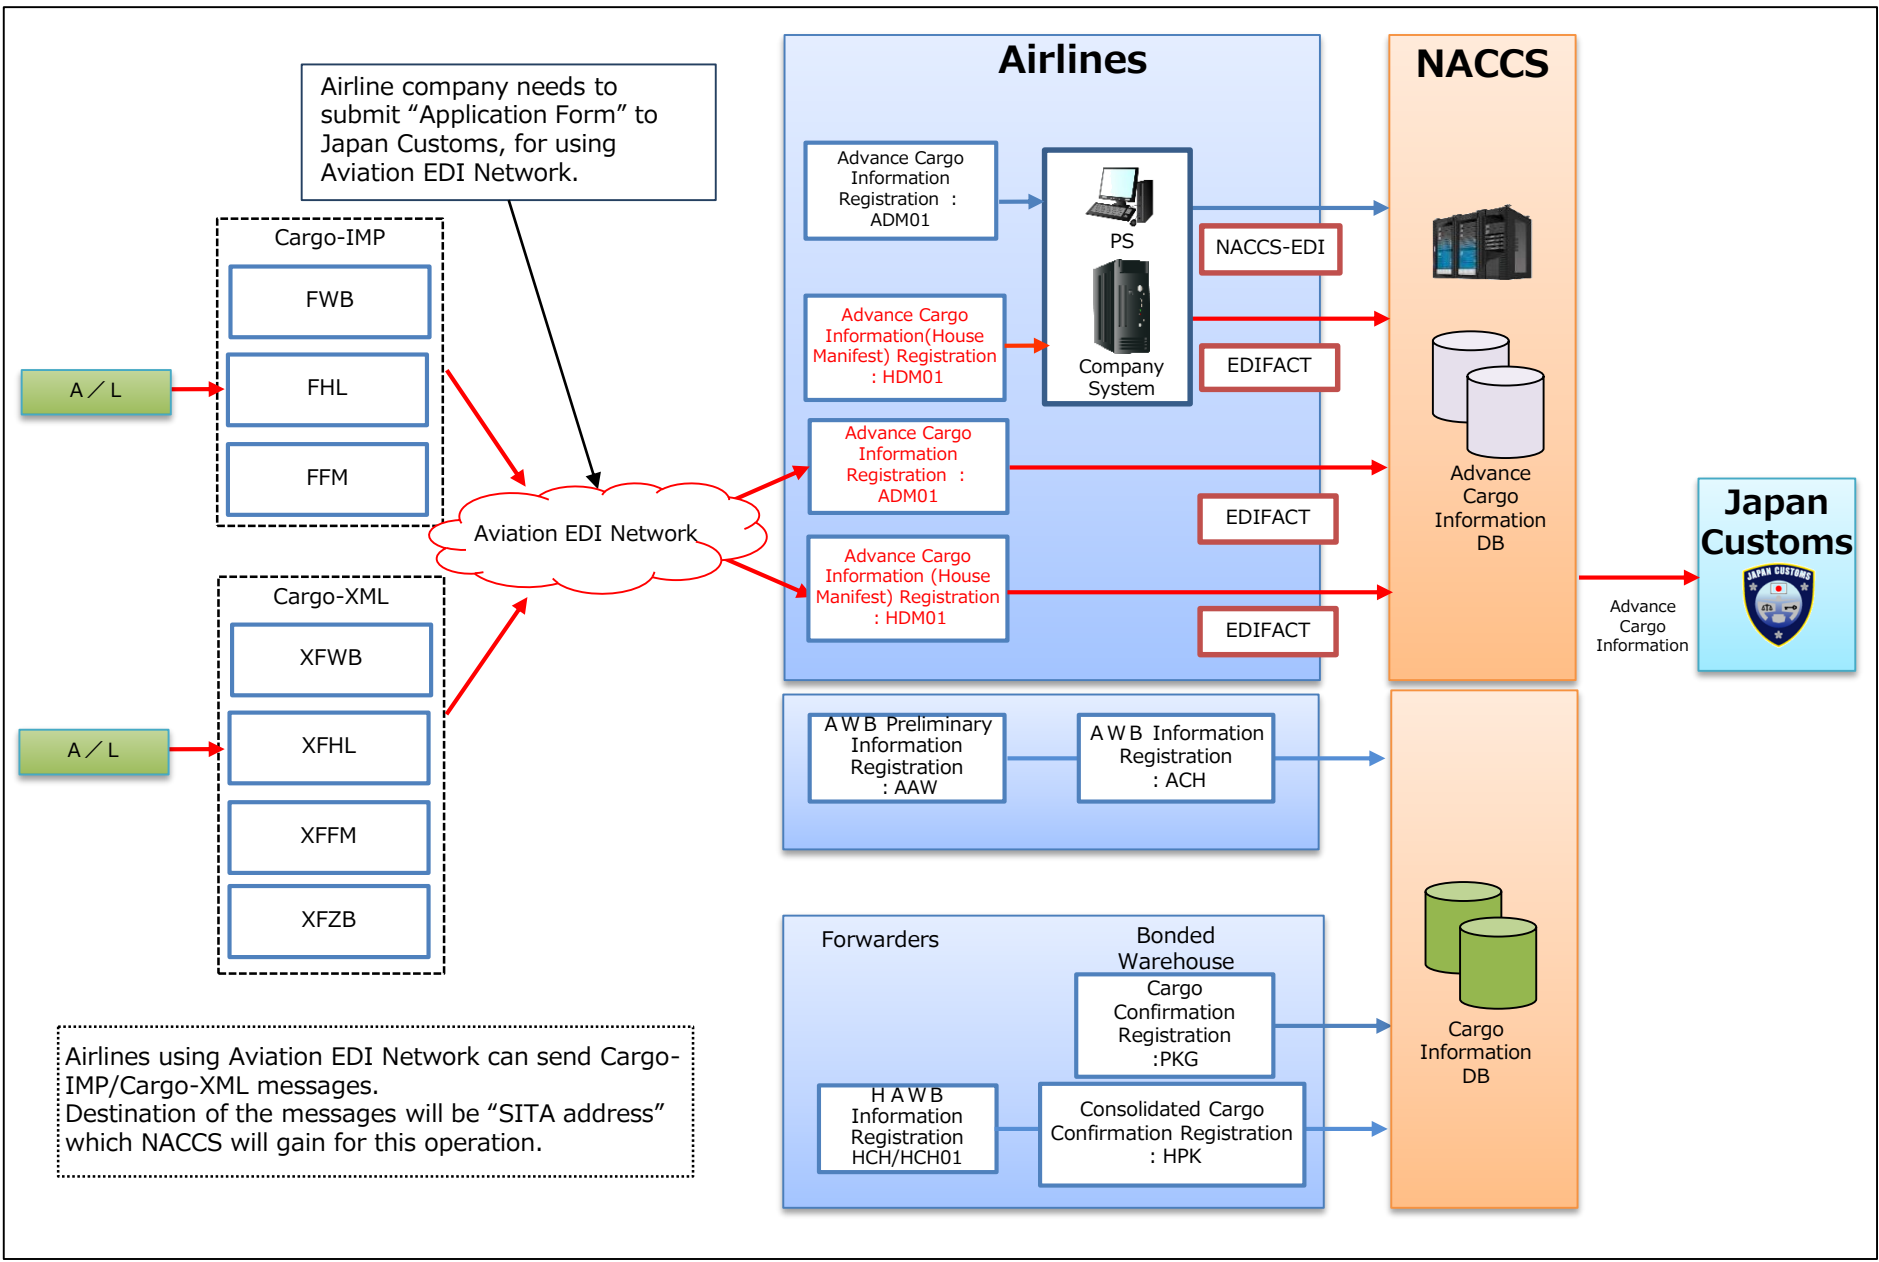 Airline company needs to
submit “Application Form” to
Japan Customs, for using
Aviation EDI Network.
Cargo-IMP
FWB
FHL
FFM
A／L
Aviation EDI Network
Cargo-XML
XFWB
XFHL
XFFM
XFZB
A／L
Airlines using Aviation EDI Network can send Cargo-
IMP/Cargo-XML messages.
Destination of the messages will be “SITA address”
which NACCS will gain for this operation.
Airlines
Advance Cargo
Information
Registration :
ADM01
PS
Company
System
NACCS-EDI
Advance Cargo
Information(House
Manifest) Registration
: HDM01
EDIFACT
Advance Cargo
Information
Registration :
ADM01
EDIFACT
Advance Cargo
Information (House
Manifest) Registration
: HDM01
EDIFACT
AWB Preliminary
Information
Registration
: AAW
AWB Information
Registration
: ACH
Forwarders
Bonded
Warehouse
Cargo
Confirmation
Registration
:PKG
HAWB
Information
Registration
HCH/HCH01
Consolidated Cargo
Confirmation Registration
: HPK
NACCS
Advance
Cargo
Information
DB
Cargo
Information
DB
Advance
Cargo
Information
Japan
Customs
JAPAN CUSTOMS